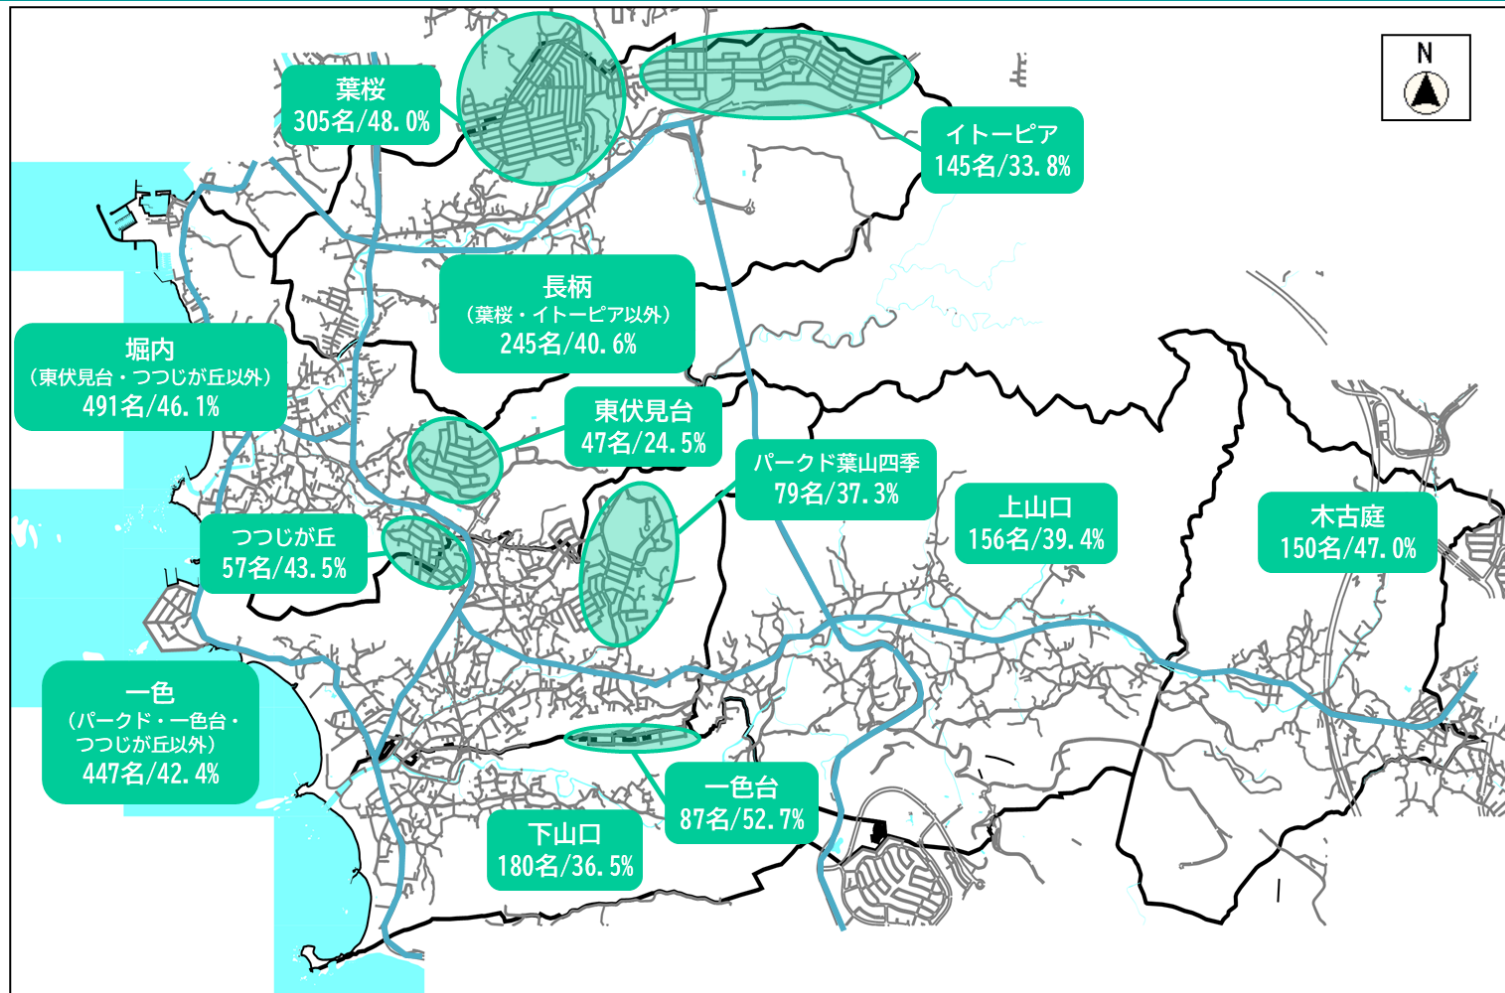 N
葉桜
305名/48.0%
イトーピア
145名/33.8%
長柄
(葉桜・イトーピア以外)
245名/40.6%
堀内
(東伏見台・つつじが丘以外)
491名/46.1%
東伏見台
47名/24.5%
パークド葉山四季
79名/37.3%
上山口
156名/39.4%
木古庭
150名/47.0%
つつじが丘
57名/43.5%
一色
(パークド・一色台・
つつじが丘以外)
447名/42.4%
一色台
87名/52.7%
下山口
180名/36.5%